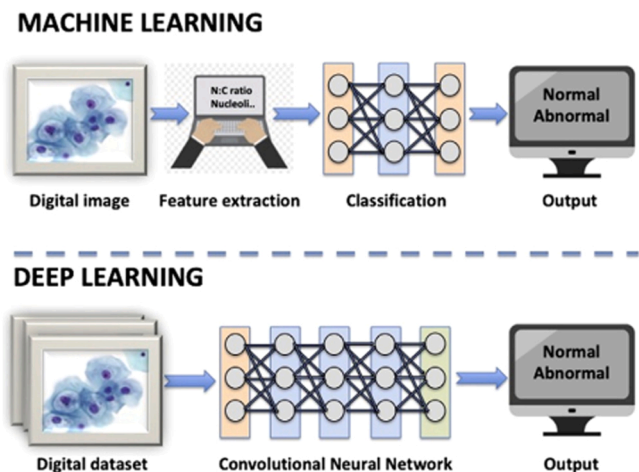 MACHINE LEARNING
N:C ratio
Nucleoli..
Normal
Abnormal
Digital image
Feature extraction
Classification
Output
DEEP LEARNING
Normal
Abnormal
Digital dataset
Convolutional Neural Network
Output